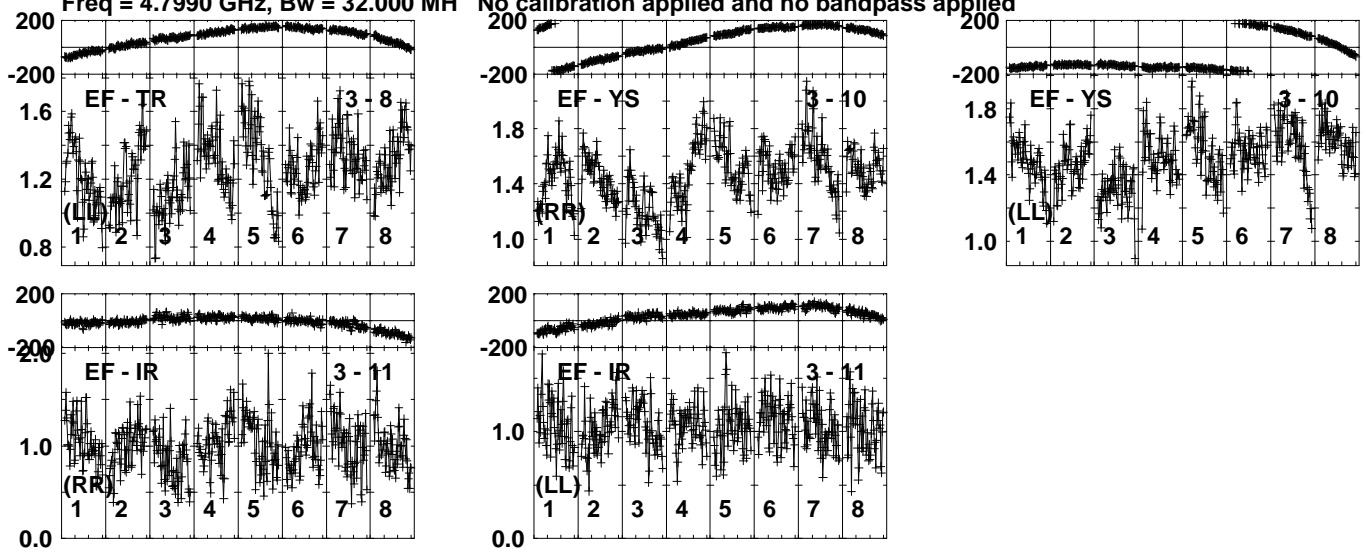 Freq = 4.7990 GHz, Bw = 32.000 MH No calibration applied and no bandpass applied
200
-200
EF - TR 3 - 8
1.6
1.2
0.8
(LL)
1 2 3 4 5 6 7 8
200
-200
EF - YS 3 - 10
1.8
1.4
1.0
(RR)
1 2 3 4 5 6 7 8
200
-200
EF - YS 3 - 10
1.8
1.4
1.0
(LL)
1 2 3 4 5 6 7 8
200
-200
2.0
EF - IR 3 - 11
1.0
0.0
(RR)
1 2 3 4 5 6 7 8
200
-200
EF - IR 3 - 11
1.0
0.0
(LL)
1 2 3 4 5 6 7 8